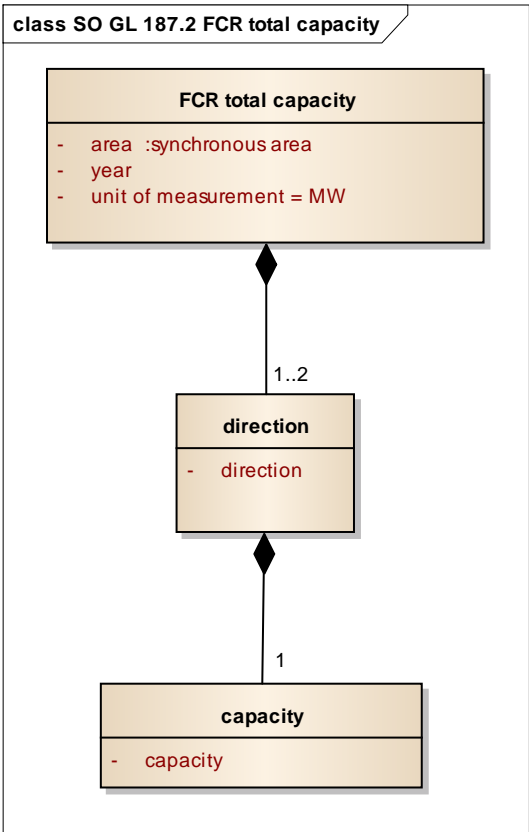 class SO GL 187.2 FCR total capacity
FCR total capacity
- area :synchronous area
- year
- unit of measurement = MW
1..2
direction
- direction
1
capacity
- capacity